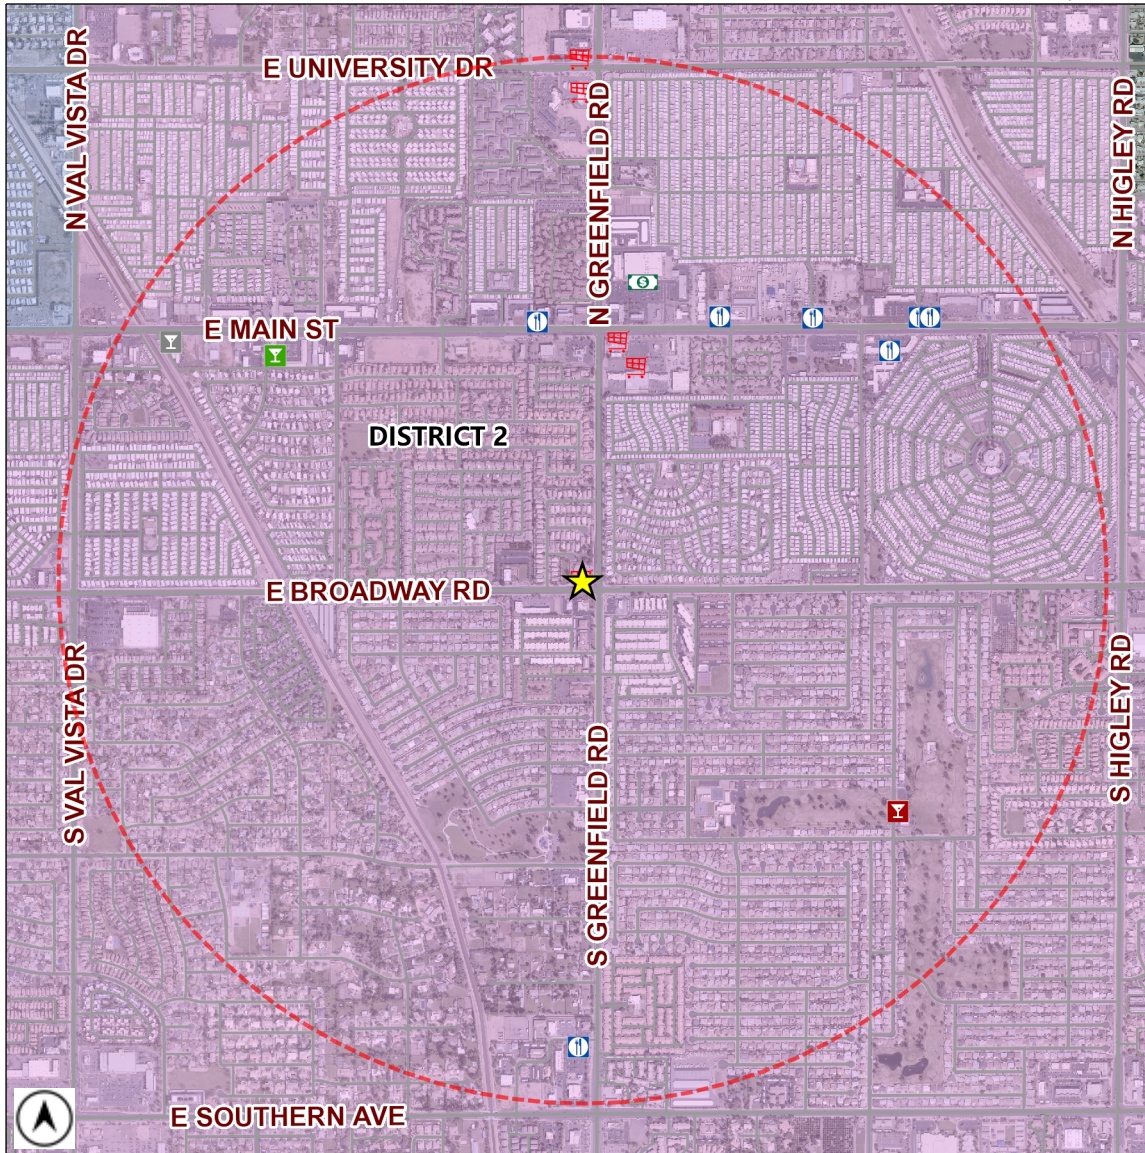 E UNIVERSITY DR
N VAL VISTA DR
N GREENFIELD RD
N HIGLEY RD
$
E MAIN ST
DISTRICT 2
E BROADWAY RD
S VAL VISTA DR
S GREENFIELD RD
S HIGLEY RD
E SOUTHERN AVE